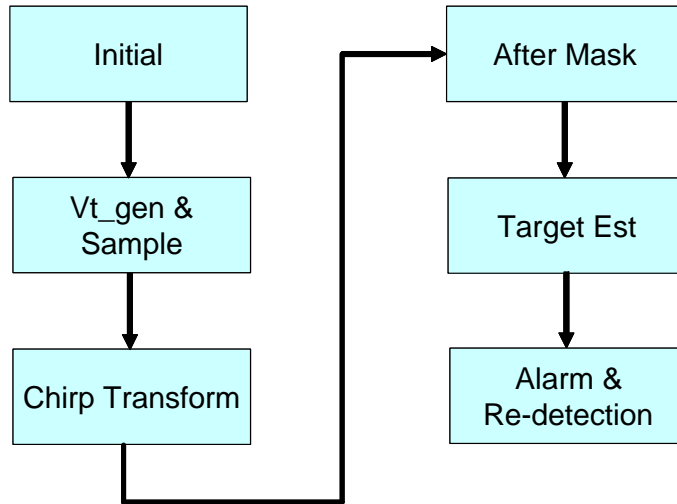 Initial
Vt_gen &
Sample
Chirp Transform
After Mask
Target Est
Alarm &
Re-detection